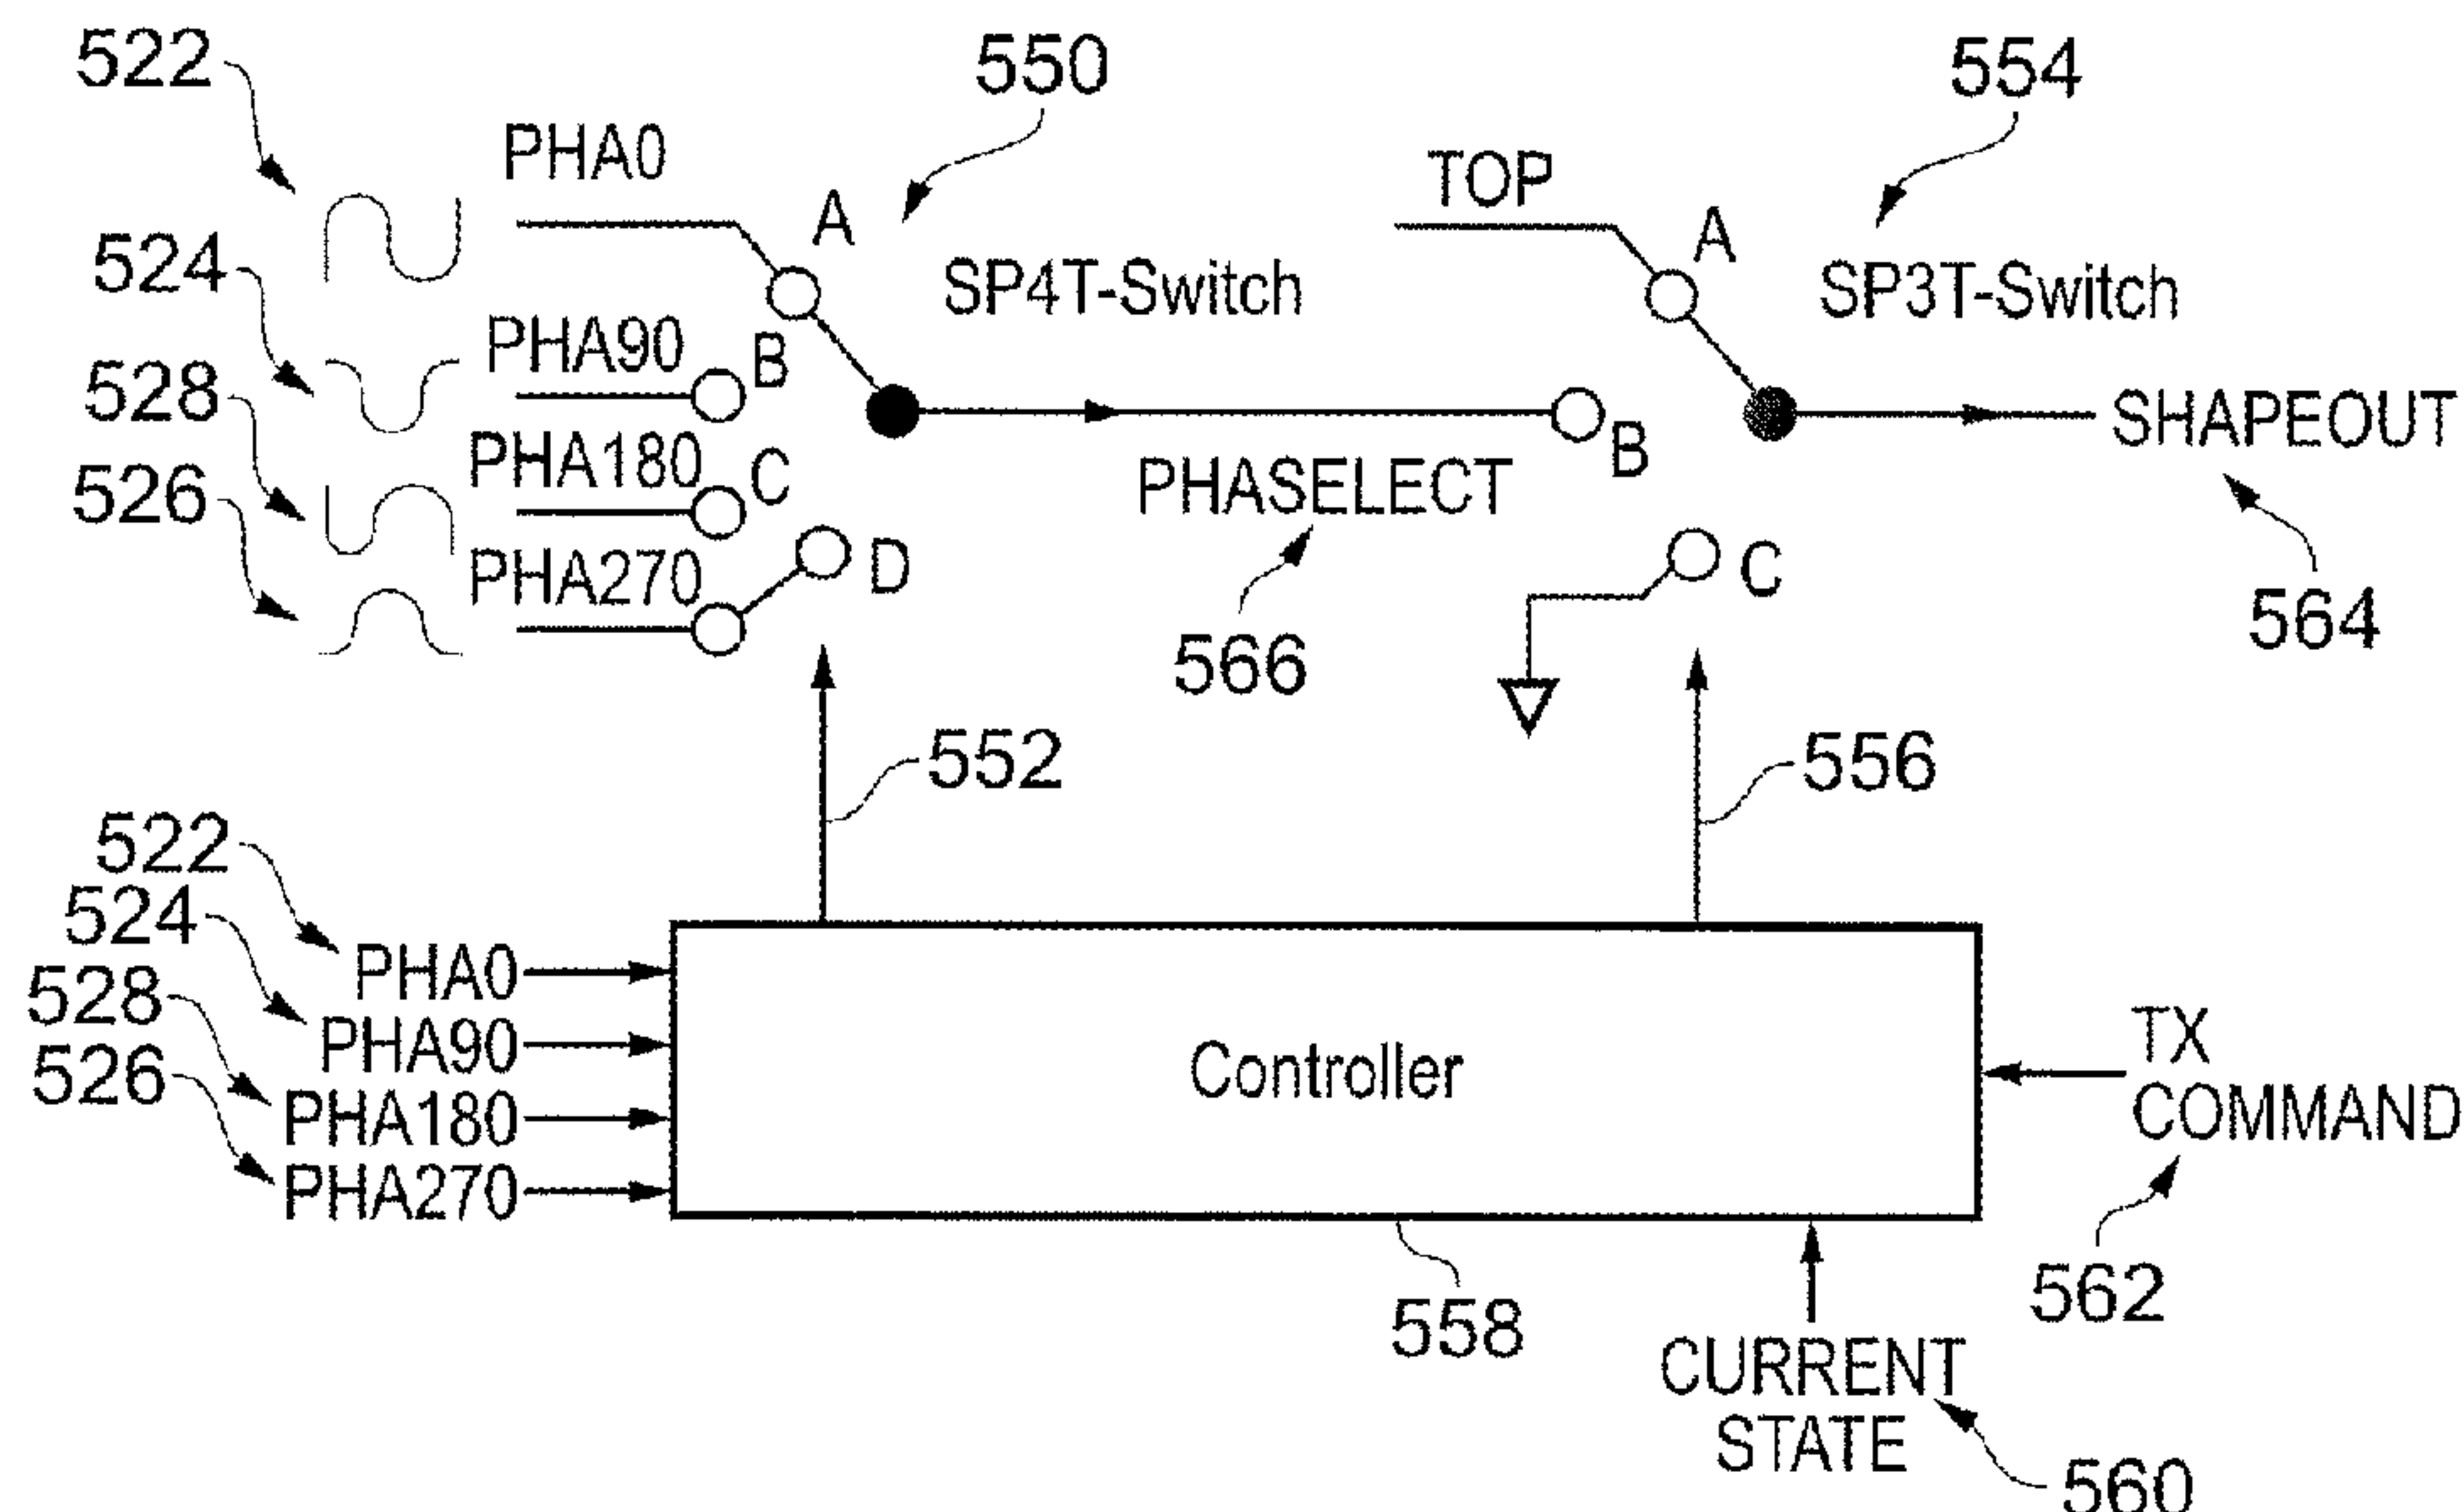 522
550
554
PHA0
TOP
A
A
524
SP4T-Switch
SP3T-Switch
PHA90
B
528
SHAPEOUT
B
PHA180
C
PHASELECT
526
PHA270
D
C
564
566
552
556
522
524
PHA0
528
PHA90
TX
COMMAND
Controller
526
PHA180
PHA270
562
558
CURRENT
STATE
560